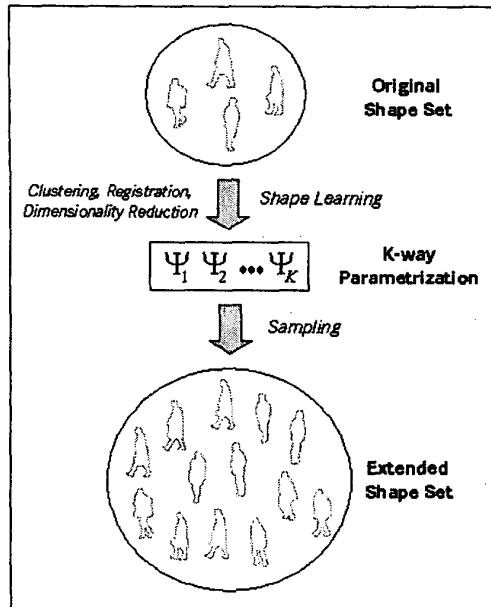 Original
Shape Set
Clustering, Registration,
Dimensionality Reduction
Shape Learning
Ψ1 Ψ2 ••• ΨK
K-way
Parametrization
Sampling
Extended
Shape Set